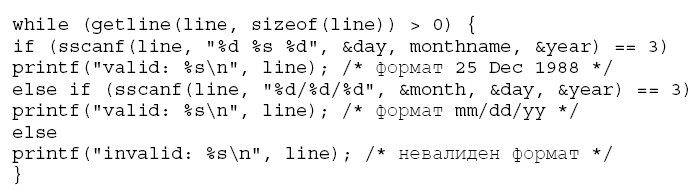 while (getline(line, sizeof(line)) > 0) {
if (sscanf(line, "%d %s %d", &day, monthname, &year) == 3)
printf("valid: %s\n", line); /* формат 25 Dec 1988 */
else if (sscanf(line, "%d/%d/%d", &month, &day, &year) == 3)
printf("valid: %s\n", line); /* формат mm/dd/yy */
else
printf("invalid: %s\n", line); /* невалиден формат */
}